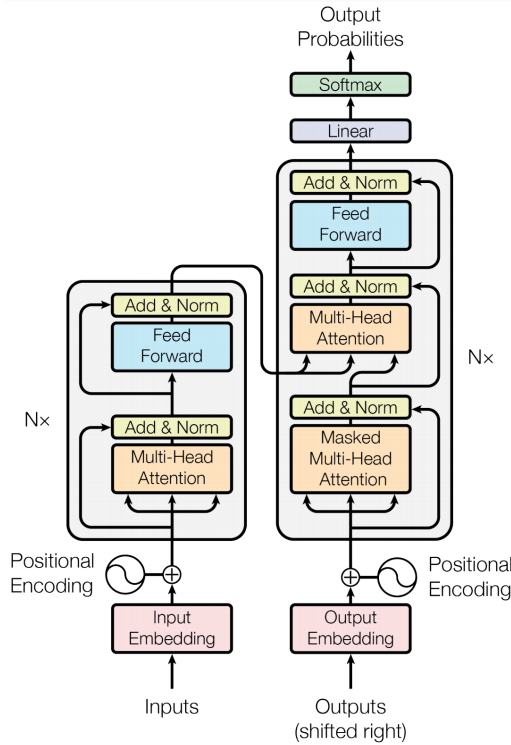 Output
Probabilities
Softmax
Linear
Add & Norm
Feed
Forward
Add & Norm
Multi-Head
Attention
Add & Norm
Masked
Multi-Head
Attention
Nx
Add & Norm
Feed
Forward
Add & Norm
Multi-Head
Attention
Nx
Positional
Encoding
Positional
Encoding
Input
Embedding
Output
Embedding
Inputs
Outputs
(shifted right)